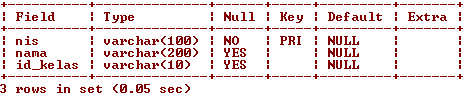 +----------+--------------+------+-----+---------+-------+
| Field    | Type         | Null | Key | Default | Extra |
+----------+--------------+------+-----+---------+-------+
| nis      | varchar(100) | NO   | PRI | NULL    |       |
| nama     | varchar(200) | YES  |     | NULL    |       |
| id_kelas | varchar(10)  | YES  |     | NULL    |       |
+----------+--------------+------+-----+---------+-------+
3 rows in set (0.05 sec)